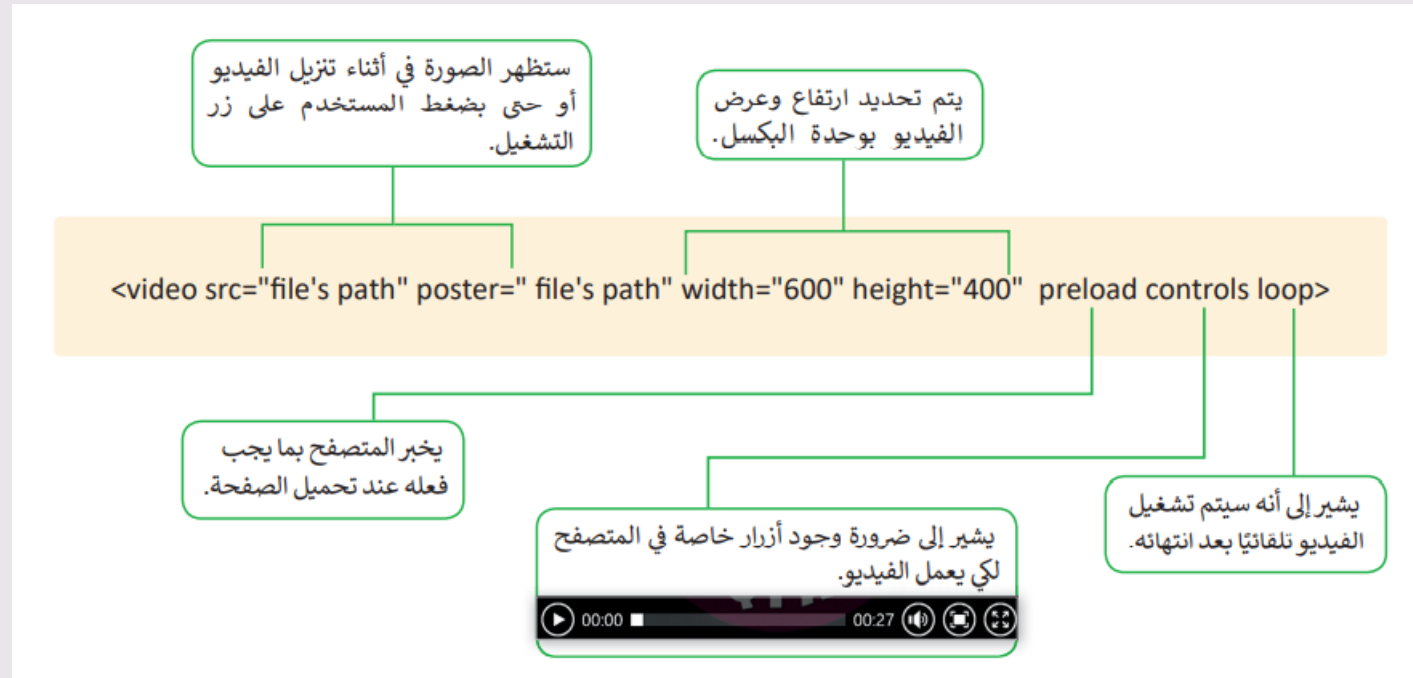 ستظهر الصورة في أثناء تنزيل الفيديو
أو حتى بضغط المستخدم على زر
التشغيل.
يتم تحديد ارتفاع وعرض
الفيديو بوحدة البكسل.
<video src="file's path" poster=" file's path" width="600" height="400"  preload controls loop>
يخبر المتصفح بما يجب
فعله عند تحميل الصفحة.
يشير إلى ضرورة وجود أزرار خاصة في المتصفح
لكي يعمل الفيديو.
00:00 00:27
يشير إلى أنه سيتم تشغيل
الفيديو تلقائيًا بعد انتهائه.